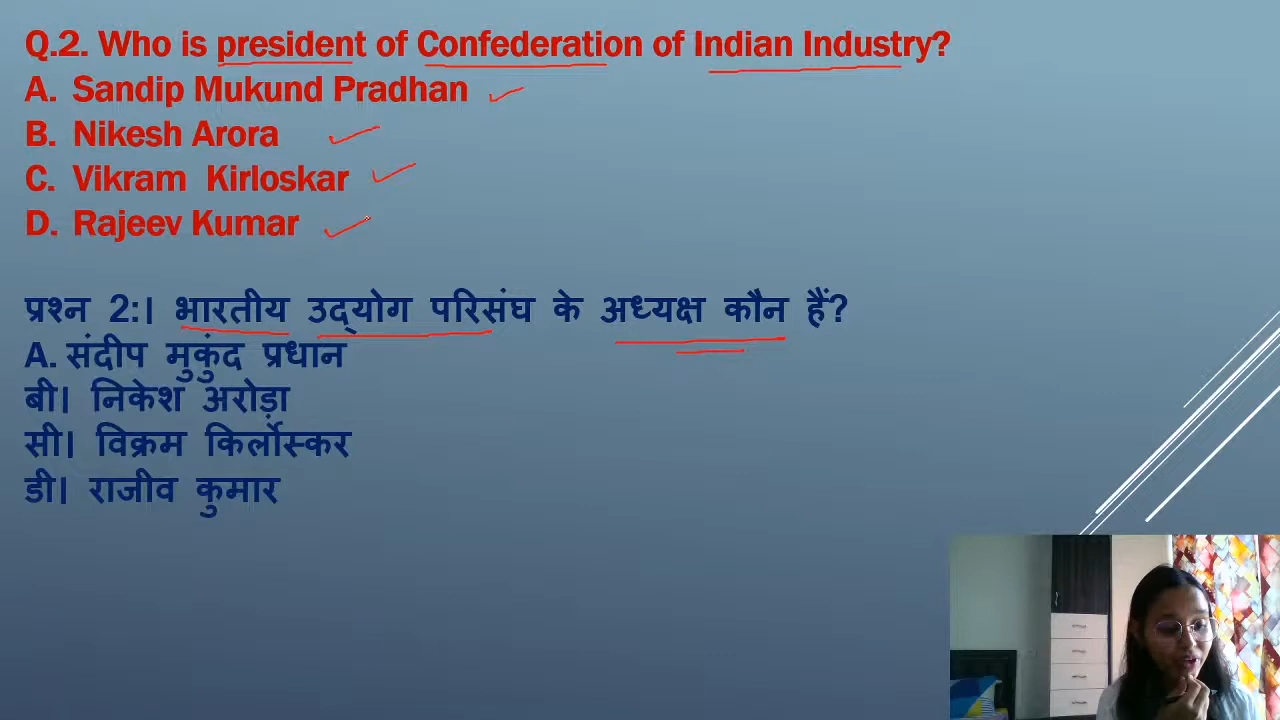 Q.2. Who is president of Confederation of Indian Industry?
A. Sandip Mukund Pradhan
B. Nikesh Arora
C. Vikram Kirloskar
D. Rajeev Kumar
प्रश्न 2:। भारतीय उद्योग परिसंघ के अध्यक्ष कौन हैं?
A. संदीप मुकुंद प्रधान
बी। निकेश अरोड़ा
सी। विक्रम किर्लोस्कर
डी। राजीव कुमार